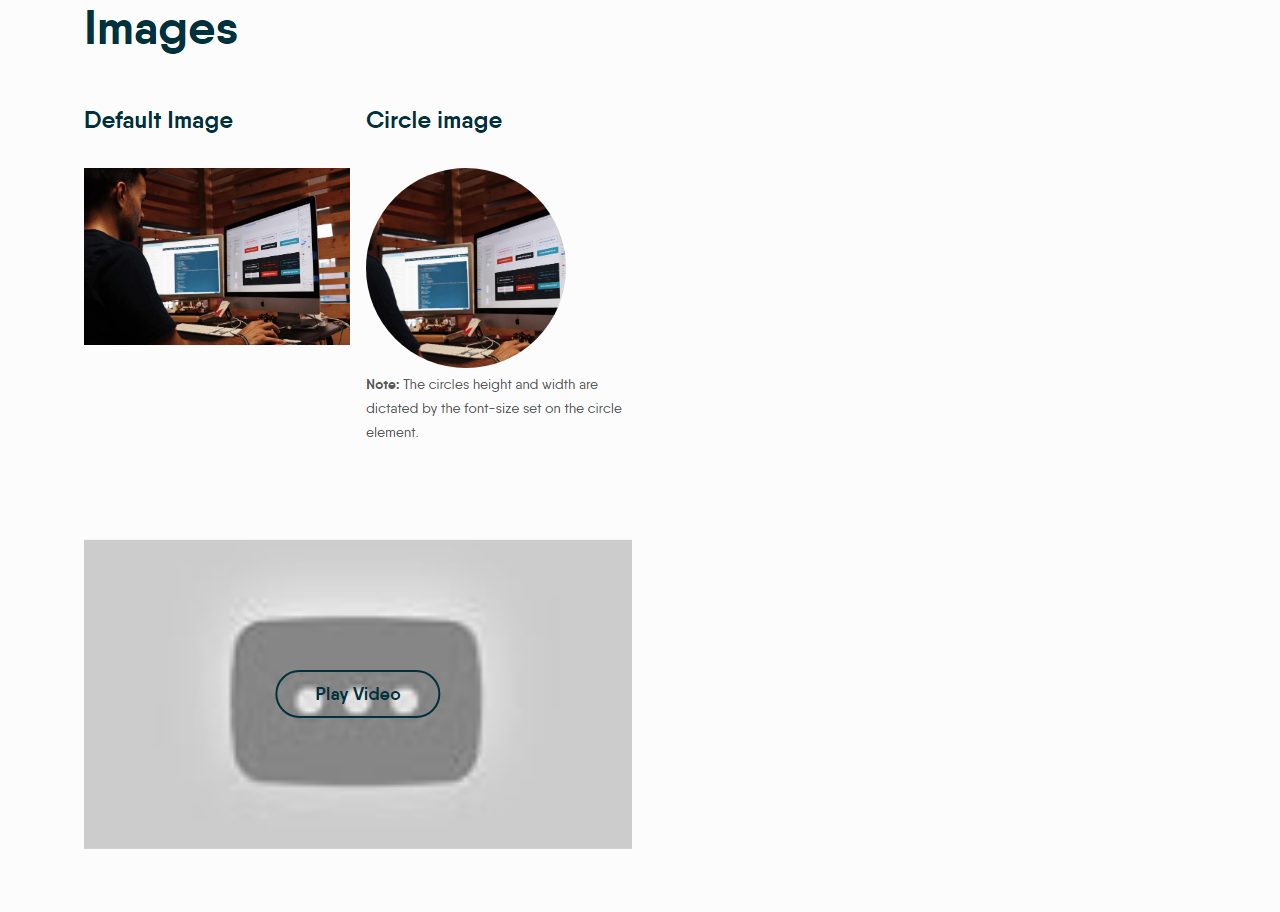 Images
Default Image
Circle image
Note: The circles height and width are
dictated by the font-size set on the circle
element.
Play Video